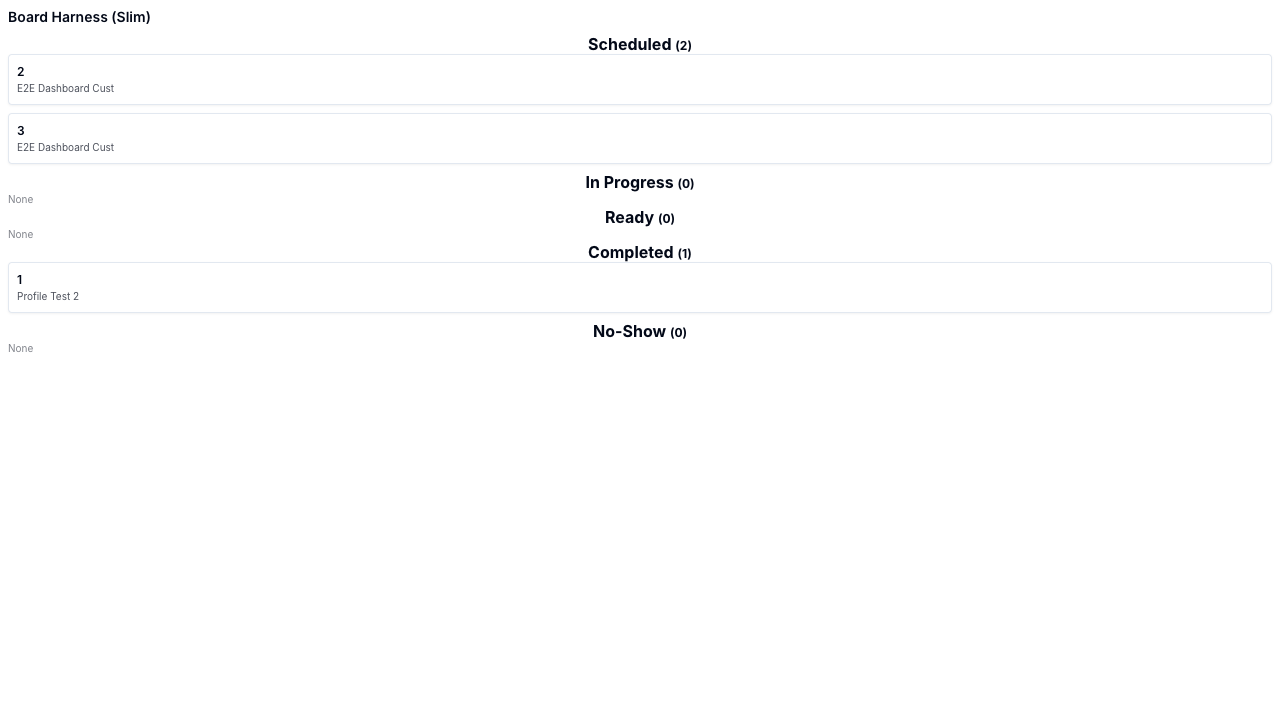 Board Harness (Slim)
Scheduled (2)
2
E2E Dashboard Cust
3
E2E Dashboard Cust
In Progress (0)
None
Ready (0)
None
Completed (1)
1
Profile Test 2
No-Show (0)
None